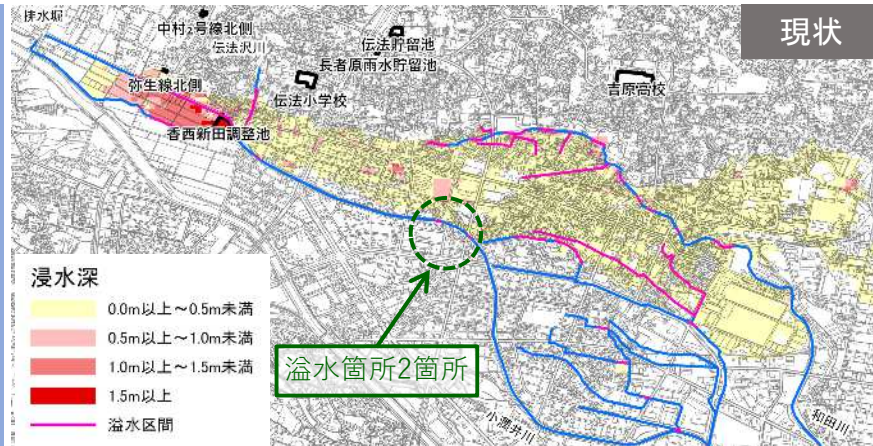 排水堀
中村2号線北側
伝法沢川
伝法貯留池
長者原雨水貯留池
現状
弥生線北側
伝法小学校
吉原高校
香西新田調整池
浸水深
0.0m以上～0.5m未満
0.5m以上～1.0m未満
1.0m以上～1.5m未満
1.5m以上
溢水区間
溢水箇所2箇所
小潤井川
和田川